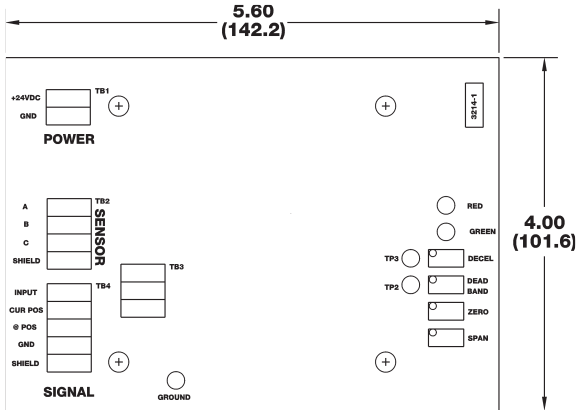 5.60
(142.2)
+24VDC
TB1
GND
POWER
3214-1
A
TB2
B
C
SHIELD
SENSOR
RED
GREEN
4.00
(101.6)
TP3
DECEL
TB3
TP2
DEAD
BAND
INPUT
TB4
CUR POS
@ POS
ZERO
GND
SPAN
SHIELD
SIGNAL
GROUND